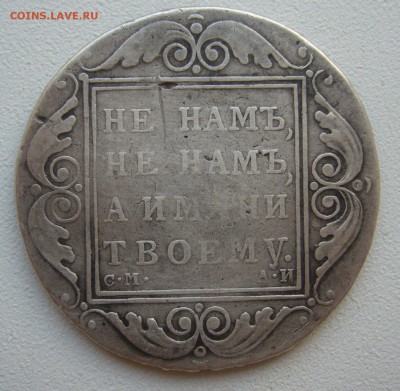 COINS.LAVE.RU
НЕ НАМЪ,
НЕ НАМЪ,
А ИМЯНИ
ТВОЕМУ.
С·М· А·И